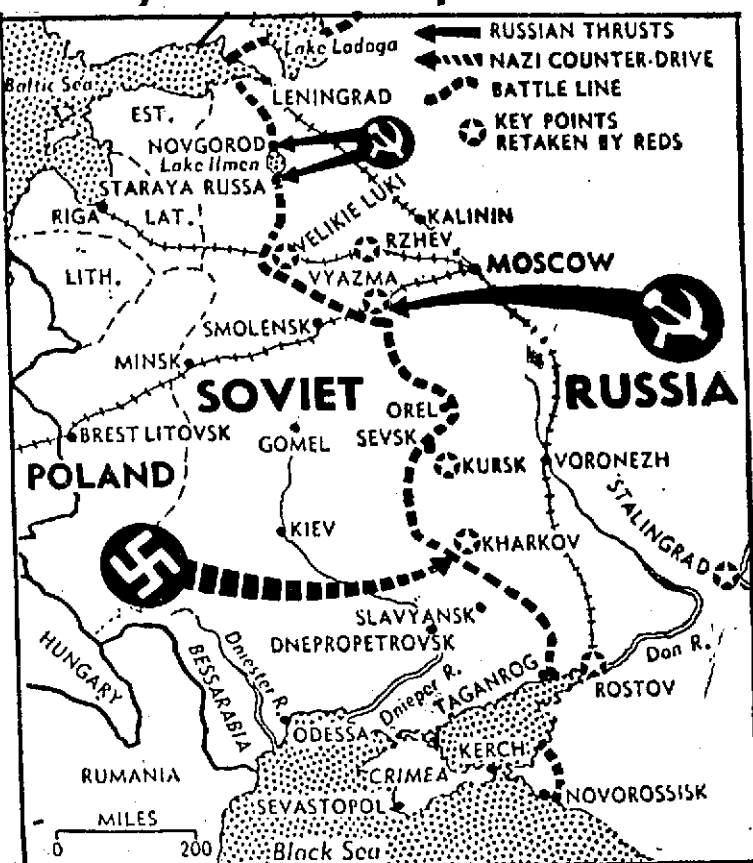 RUSSIAN THRUSTS
NAZI COUNTER-DRIVE
BATTLE LINE
KEY POINTS
RETAKEN BY REDS
Lake Ladoga
Baltic Sea
LENINGRAD
EST.
NOVGOROD
Lake Ilmen
STARAYA RUSSA
RIGA
LAT.
VELIKIE LUKI
KALININ
RZHEV
LITH.
VYAZMA
MOSCOW
SMOLENSK
MINSK
SOVIET
RUSSIA
OREL
BREST LITOVSK
GOMEL
SEVSK
POLAND
KURSK
VORONEZH
STALINGRAD
KIEV
KHARKOV
SLAVYANSK
DNEPROPETROVSK
HUNGARY
BESSARABIA
Dniester R.
Dnieper R.
TAGANROG
Don R.
ROSTOV
ODESSA
KERCH
RUMANIA
CRIMEA
NOVOROSSISK
MILES
SEVASTOPOL
0 200
Black Sea